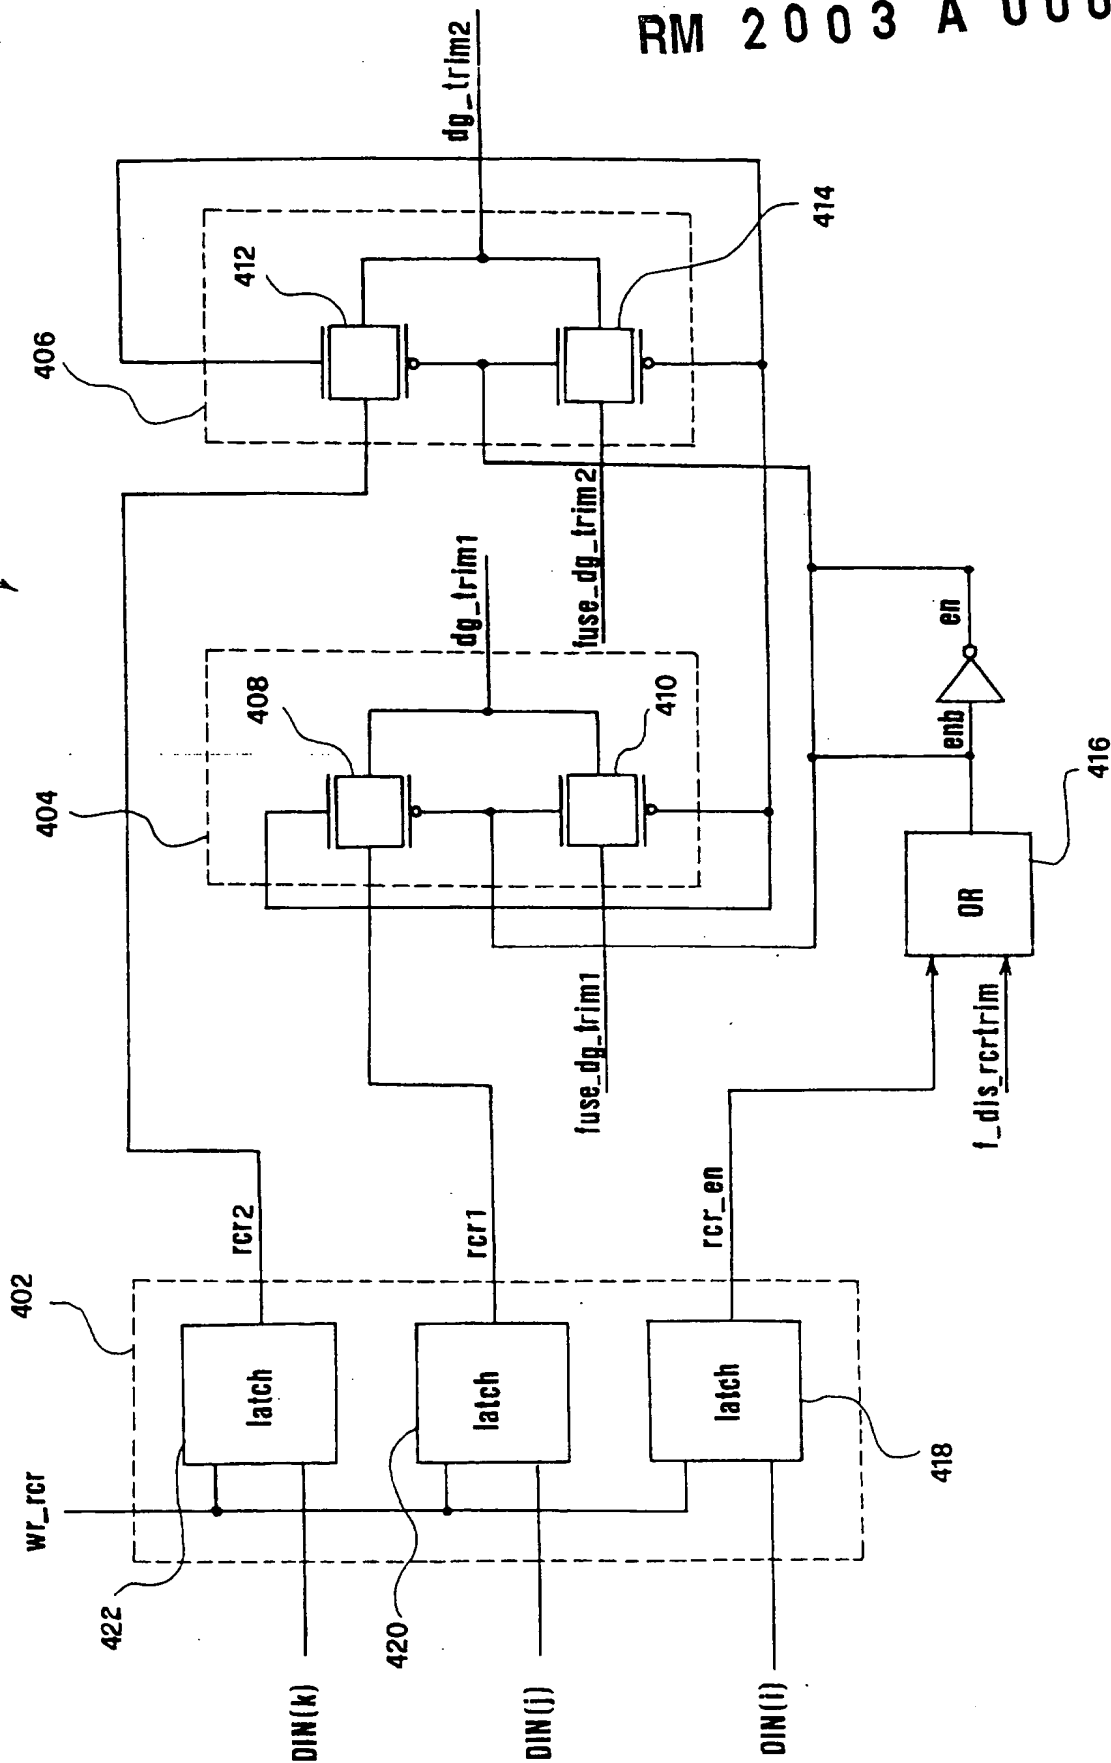 RM 2003 A 000
wr_rcr
402
422
latch
DIN(k)
rcr2
420
latch
DIN(j)
rcr1
latch
418
DIN(i)
rcr_en
404
408
410
fuse_dg_trim1
dg_trim1
406
412
414
fuse_dg_trim2
dg_trim2
f_dis_rcrtrim
OR
416
enb
en